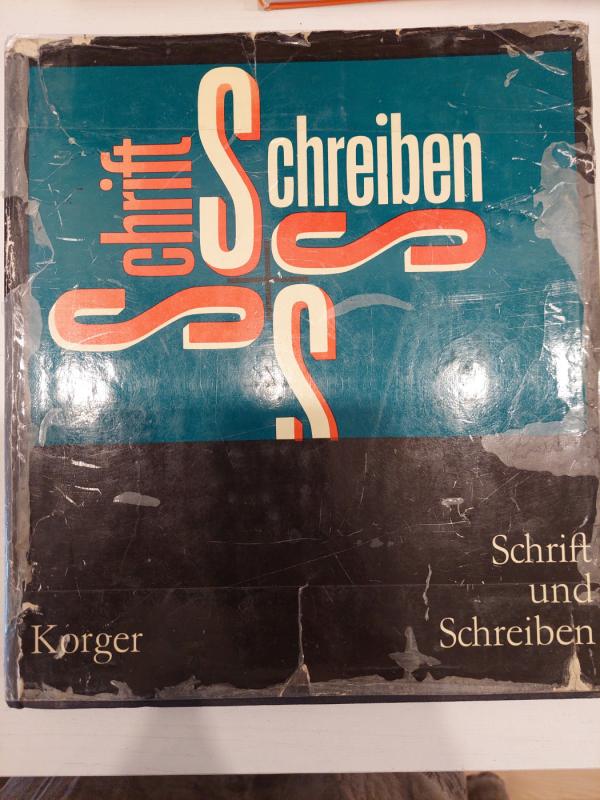 Schrift
Schreiben
S
S
Korger
Schrift
und
Schreiben